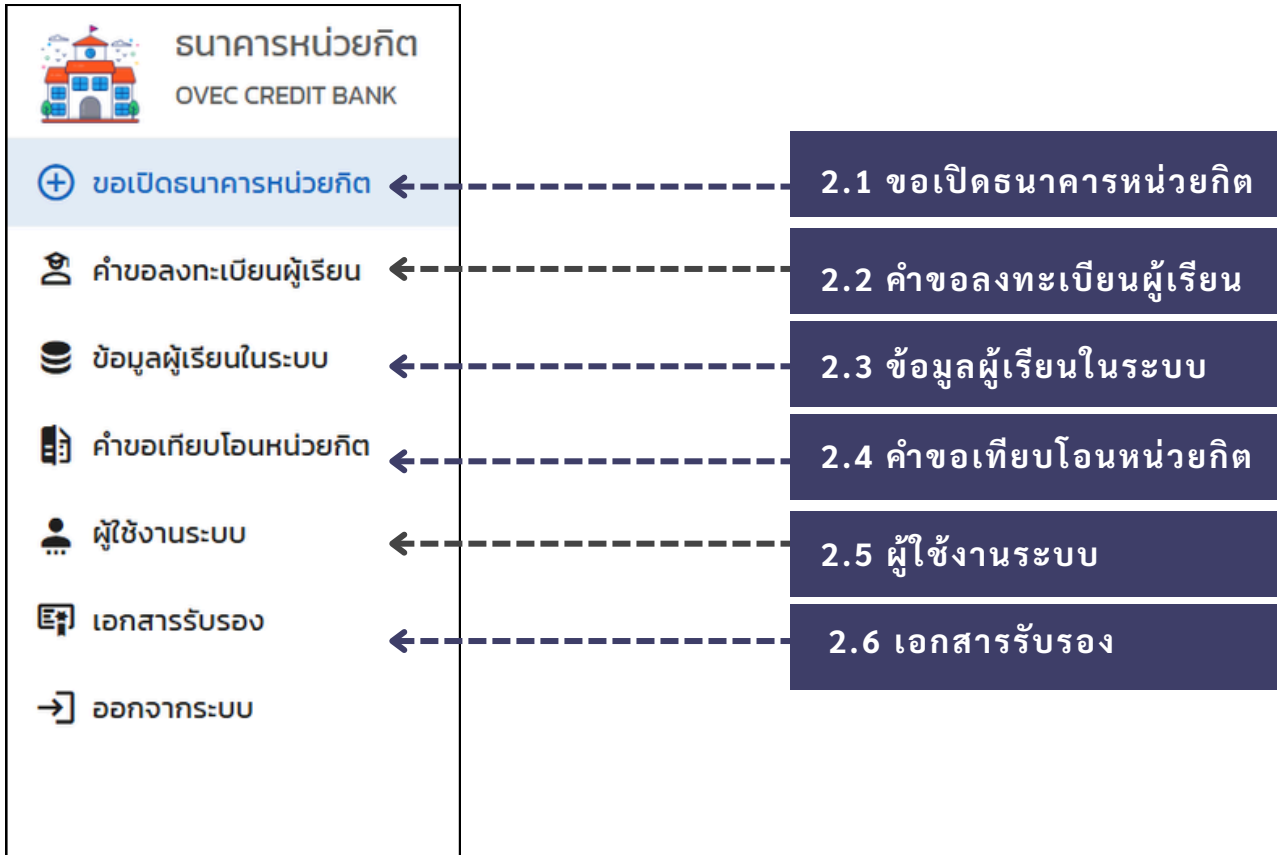 ธนาคารหน่วยกิต
OVEC CREDIT BANK
ขอเปิดธนาคารหน่วยกิต
คำขอลงทะเบียนผู้เรียน
ข้อมูลผู้เรียนในระบบ
คำขอเทียบโอนหน่วยกิต
ผู้ใช้งานระบบ
เอกสารรับรอง
ออกจากระบบ
2.1 ขอเปิดธนาคารหน่วยกิต
2.2 คำขอลงทะเบียนผู้เรียน
2.3 ข้อมูลผู้เรียนในระบบ
2.4 คำขอเทียบโอนหน่วยกิต
2.5 ผู้ใช้งานระบบ
2.6 เอกสารรับรอง